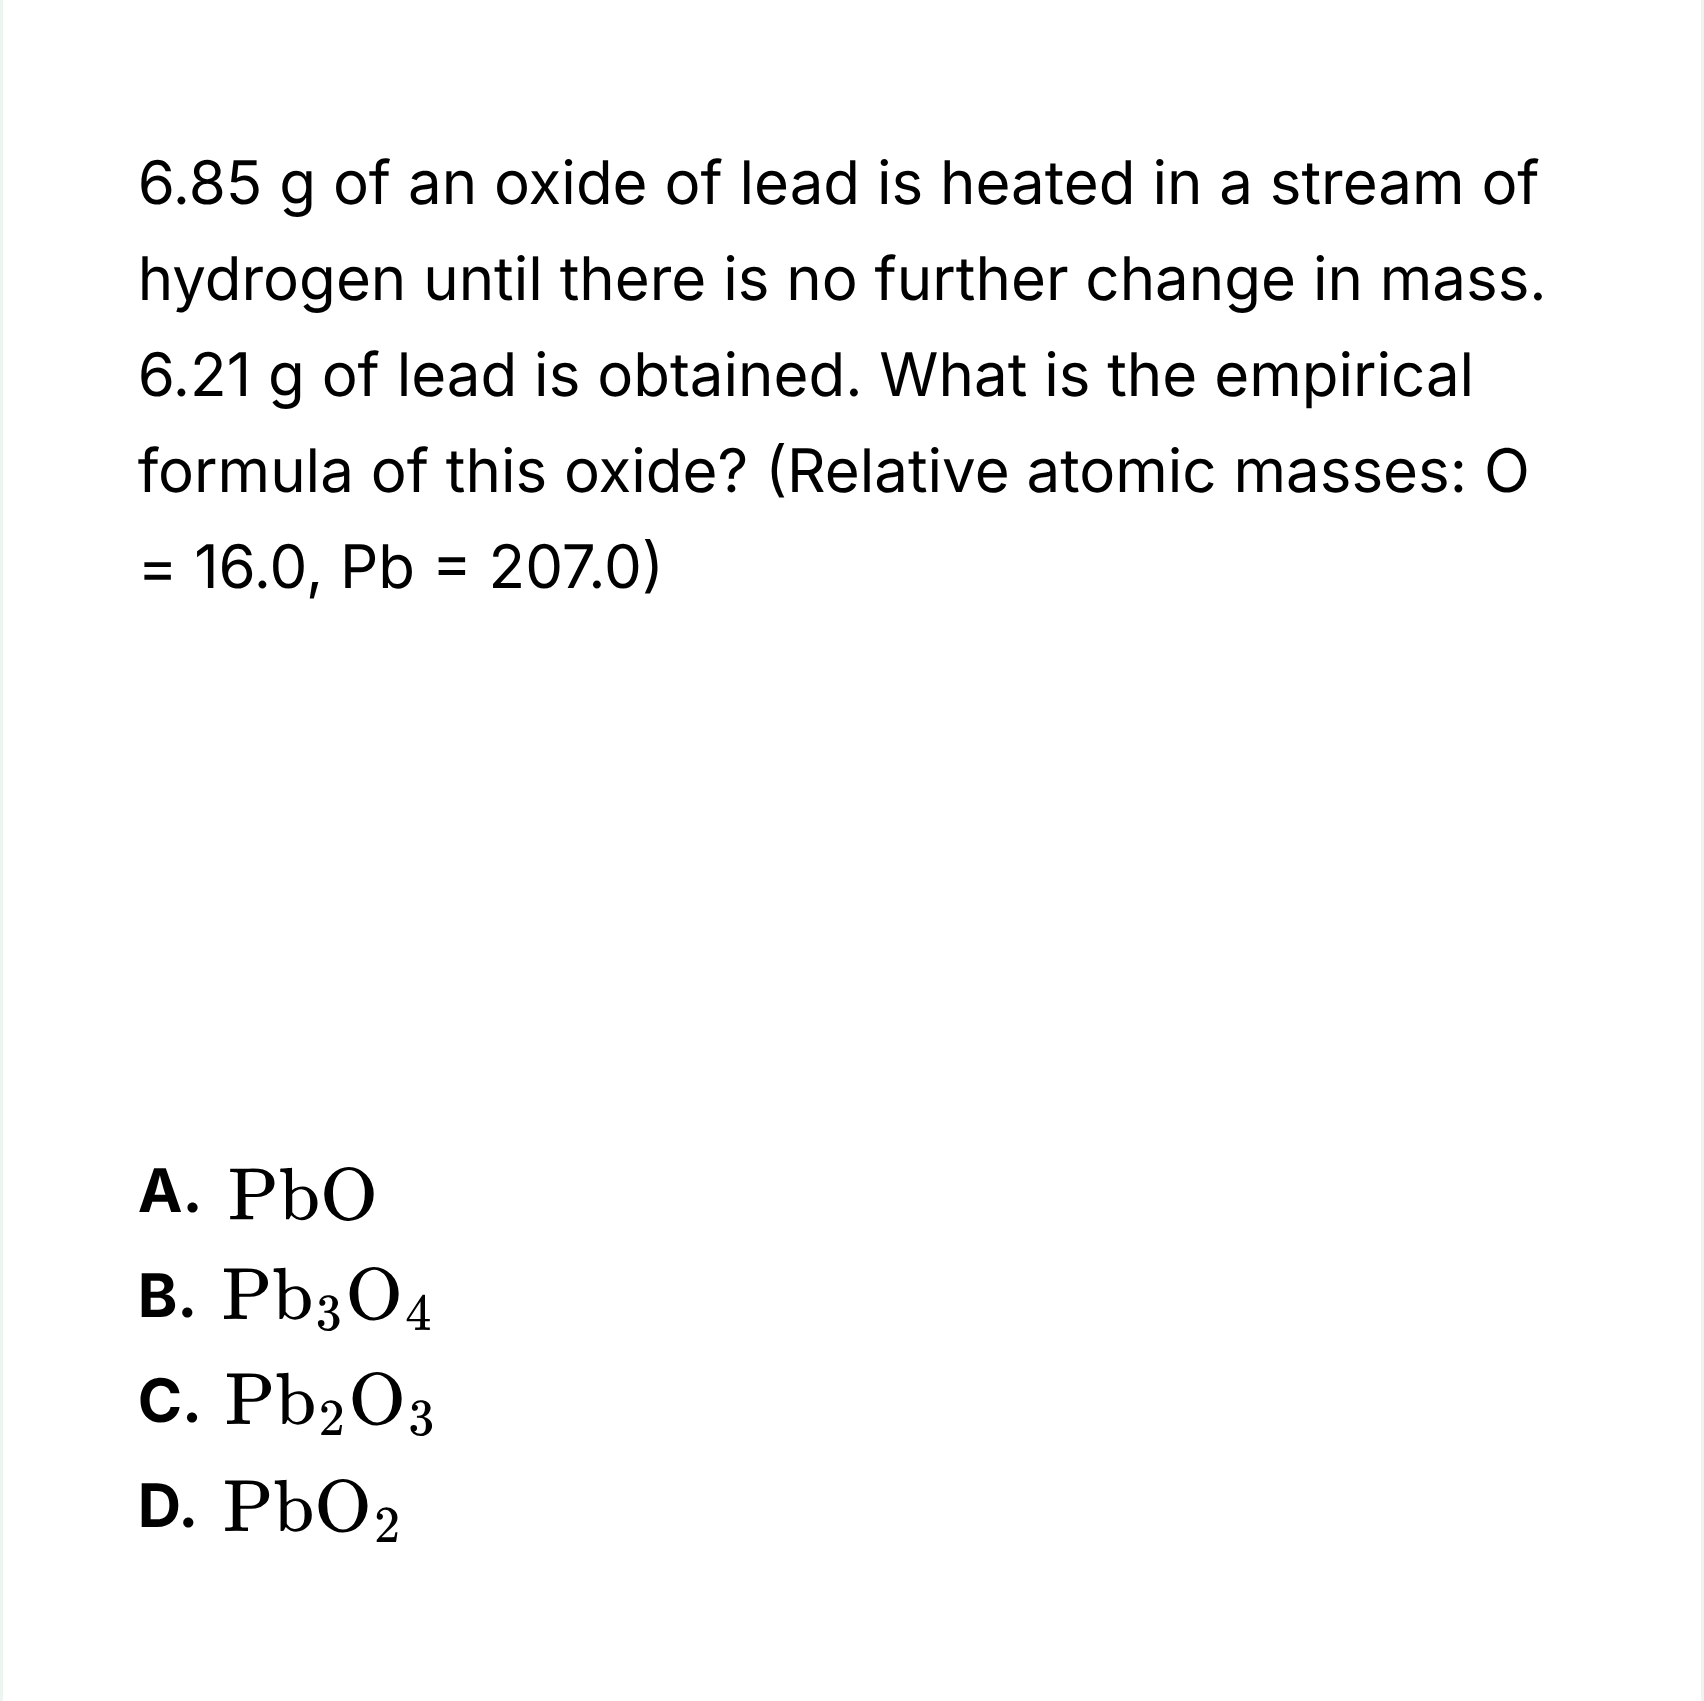 6.85 g of an oxide of lead is heated in a stream of
hydrogen until there is no further change in mass.
6.21 g of lead is obtained. What is the empirical
formula of this oxide? (Relative atomic masses: O
= 16.0, Pb = 207.0)
A. PbO
B. Pb₃O₄
C. Pb₂O₃
D. PbO₂